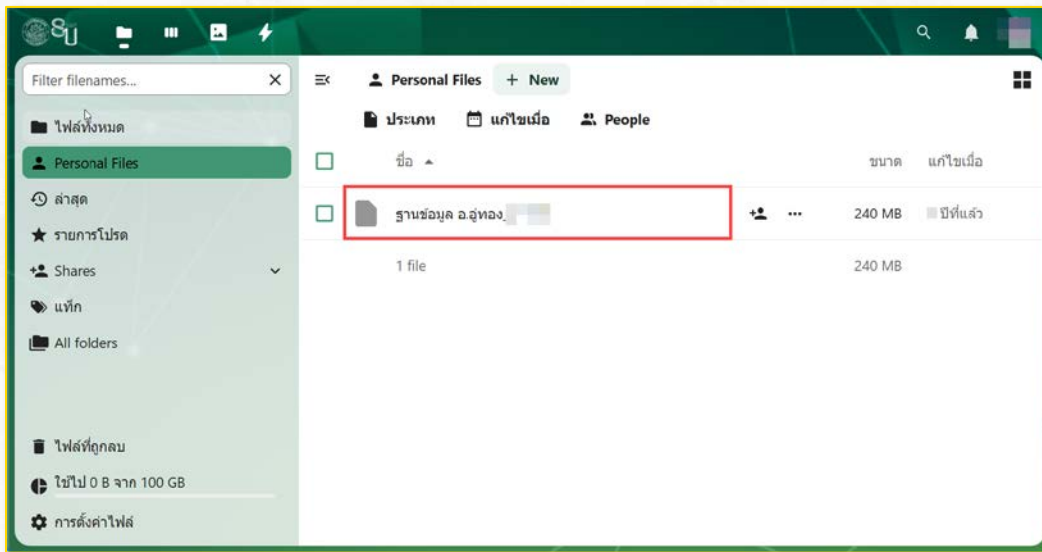 SU
Filter filenames...
ไฟล์ทั้งหมด
Personal Files
ล่าสุด
รายการโปรด
Shares
แท็ก
All folders
ไฟล์ที่ถูกลบ
ใช้ไป 0 B จาก 100 GB
การตั้งค่าไฟล์
Personal Files + New
ประเภท แก้ไขเมื่อ People
ชื่อ ขนาด แก้ไขเมื่อ
ฐานข้อมูล อ.อู่ทอง_ 240 MB ปีที่แล้ว
1 file 240 MB